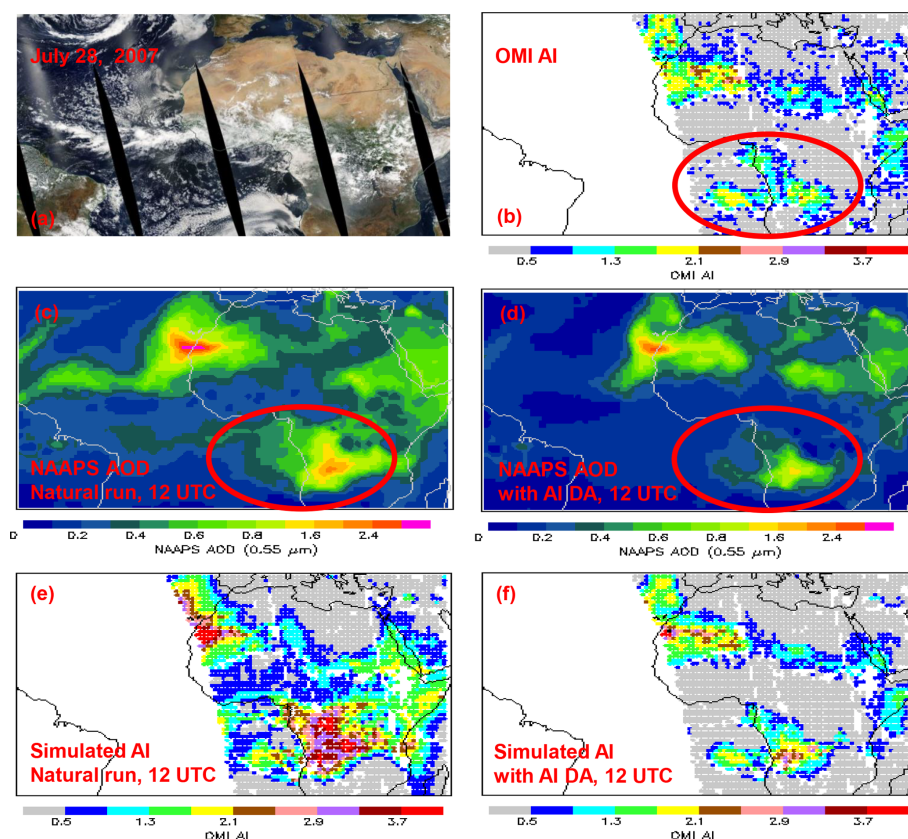 July 28, 2007
(a)
OMI AI
(b)
0.5 1.3 2.1 2.9 3.7
OMI AI
(c)
NAAPS AOD
Natural run, 12 UTC
0 0.2 0.4 0.6 0.8 1.6 2.4
NAAPS AOD (0.55 μm)
(d)
NAAPS AOD
with AI DA, 12 UTC
0 0.2 0.4 0.6 0.8 1.6 2.4
NAAPS AOD (0.55 μm)
(e)
Simulated AI
Natural run, 12 UTC
0.5 1.3 2.1 2.9 3.7
OMI AI
(f)
Simulated AI
with AI DA, 12 UTC
0.5 1.3 2.1 2.9 3.7
OMI AI